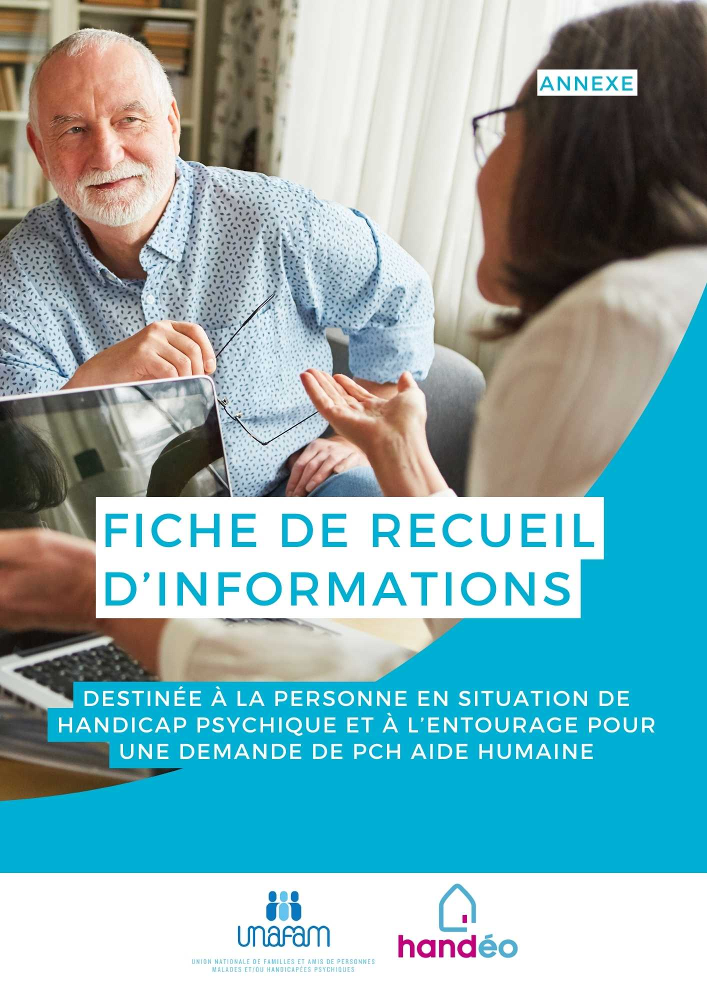 ANNEXE
FICHE DE RECUEIL
D’INFORMATIONS
DESTINÉE À LA PERSONNE EN SITUATION DE
HANDICAP PSYCHIQUE ET À L’ENTOURAGE POUR
UNE DEMANDE DE PCH AIDE HUMAINE
unafam
UNION NATIONALE DE FAMILLES ET AMIS DE PERSONNES
MALADES ET/OU HANDICAPÉES PSYCHIQUES
handéo